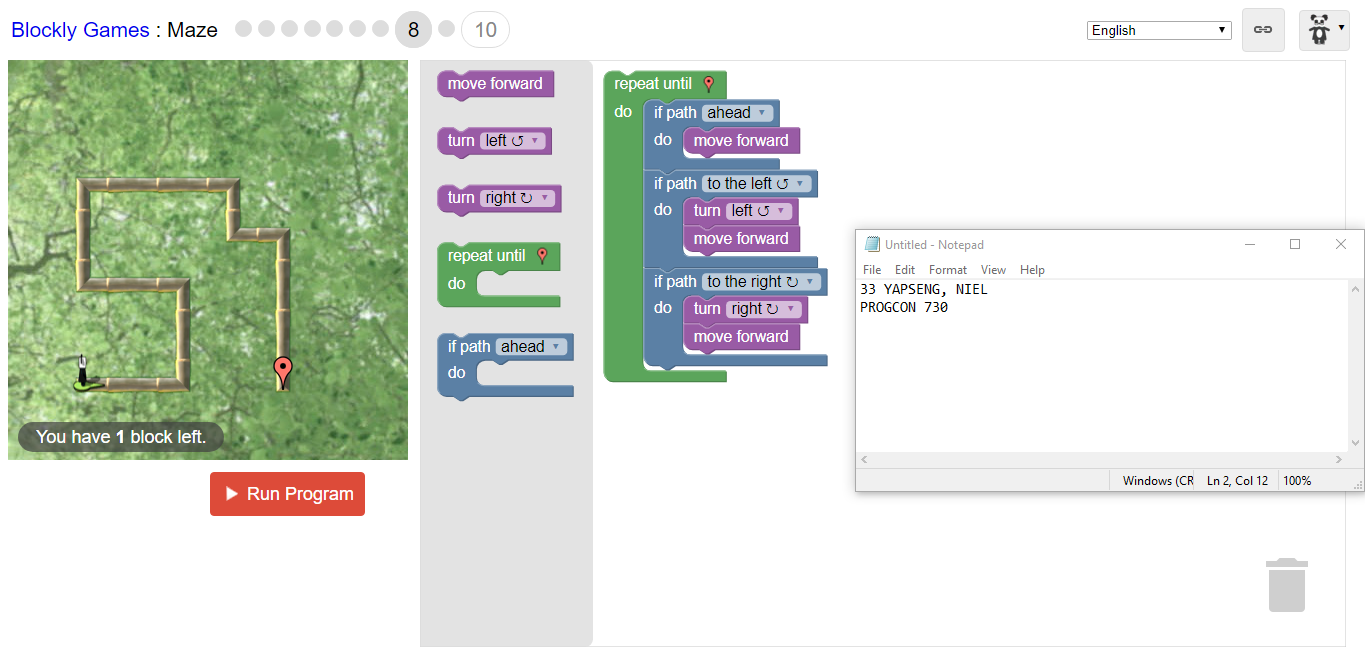 Blockly Games : Maze
8
10
English
You have 1 block left.
Run Program
move forward
turn left ↺
turn right ↻
repeat until
do
if path ahead
do
repeat until
do
if path ahead
do
move forward
if path to the left ↺
do
turn left ↺
move forward
if path to the right ↻
do
turn right ↻
move forward
Untitled - Notepad
File Edit Format View Help
33 YAPSENG, NIEL
PROGCON 730
Windows (CR
Ln 2, Col 12
100%